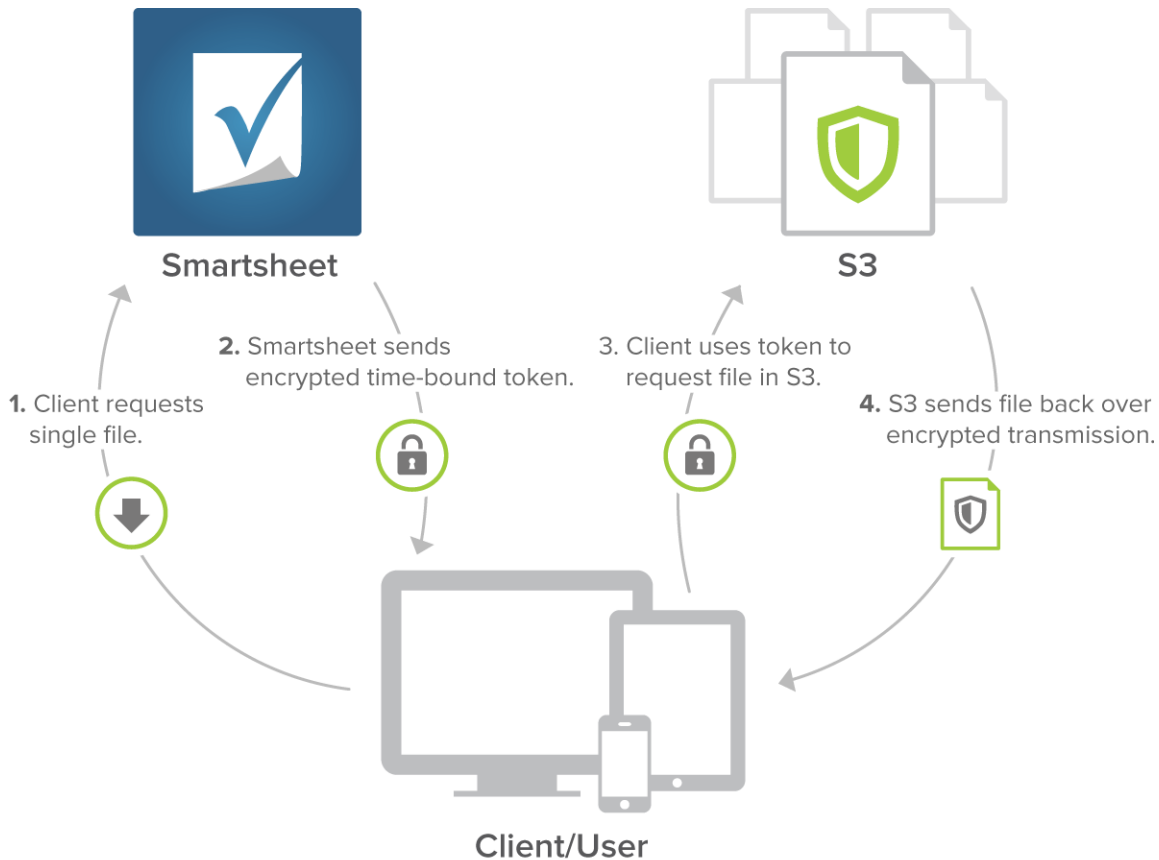 Smartsheet
S3
2. Smartsheet sends
encrypted time-bound token.
3. Client uses token to
request file in S3.
1. Client requests
single file.
4. S3 sends file back over
encrypted transmission.
Client/User